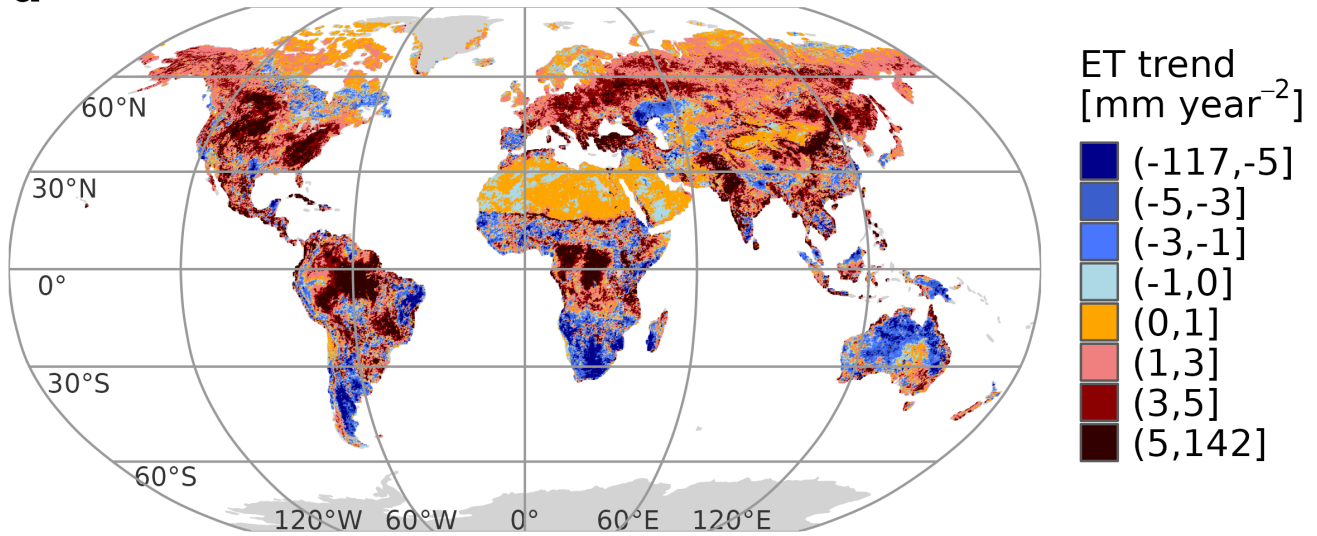 ET trend
[mm year⁻²]
(-117,-5]
(-5,-3]
(-3,-1]
(-1,0]
(0,1]
(1,3]
(3,5]
(5,142]
60°N
30°N
0°
30°S
60°S
120°W 60°W 0° 60°E 120°E